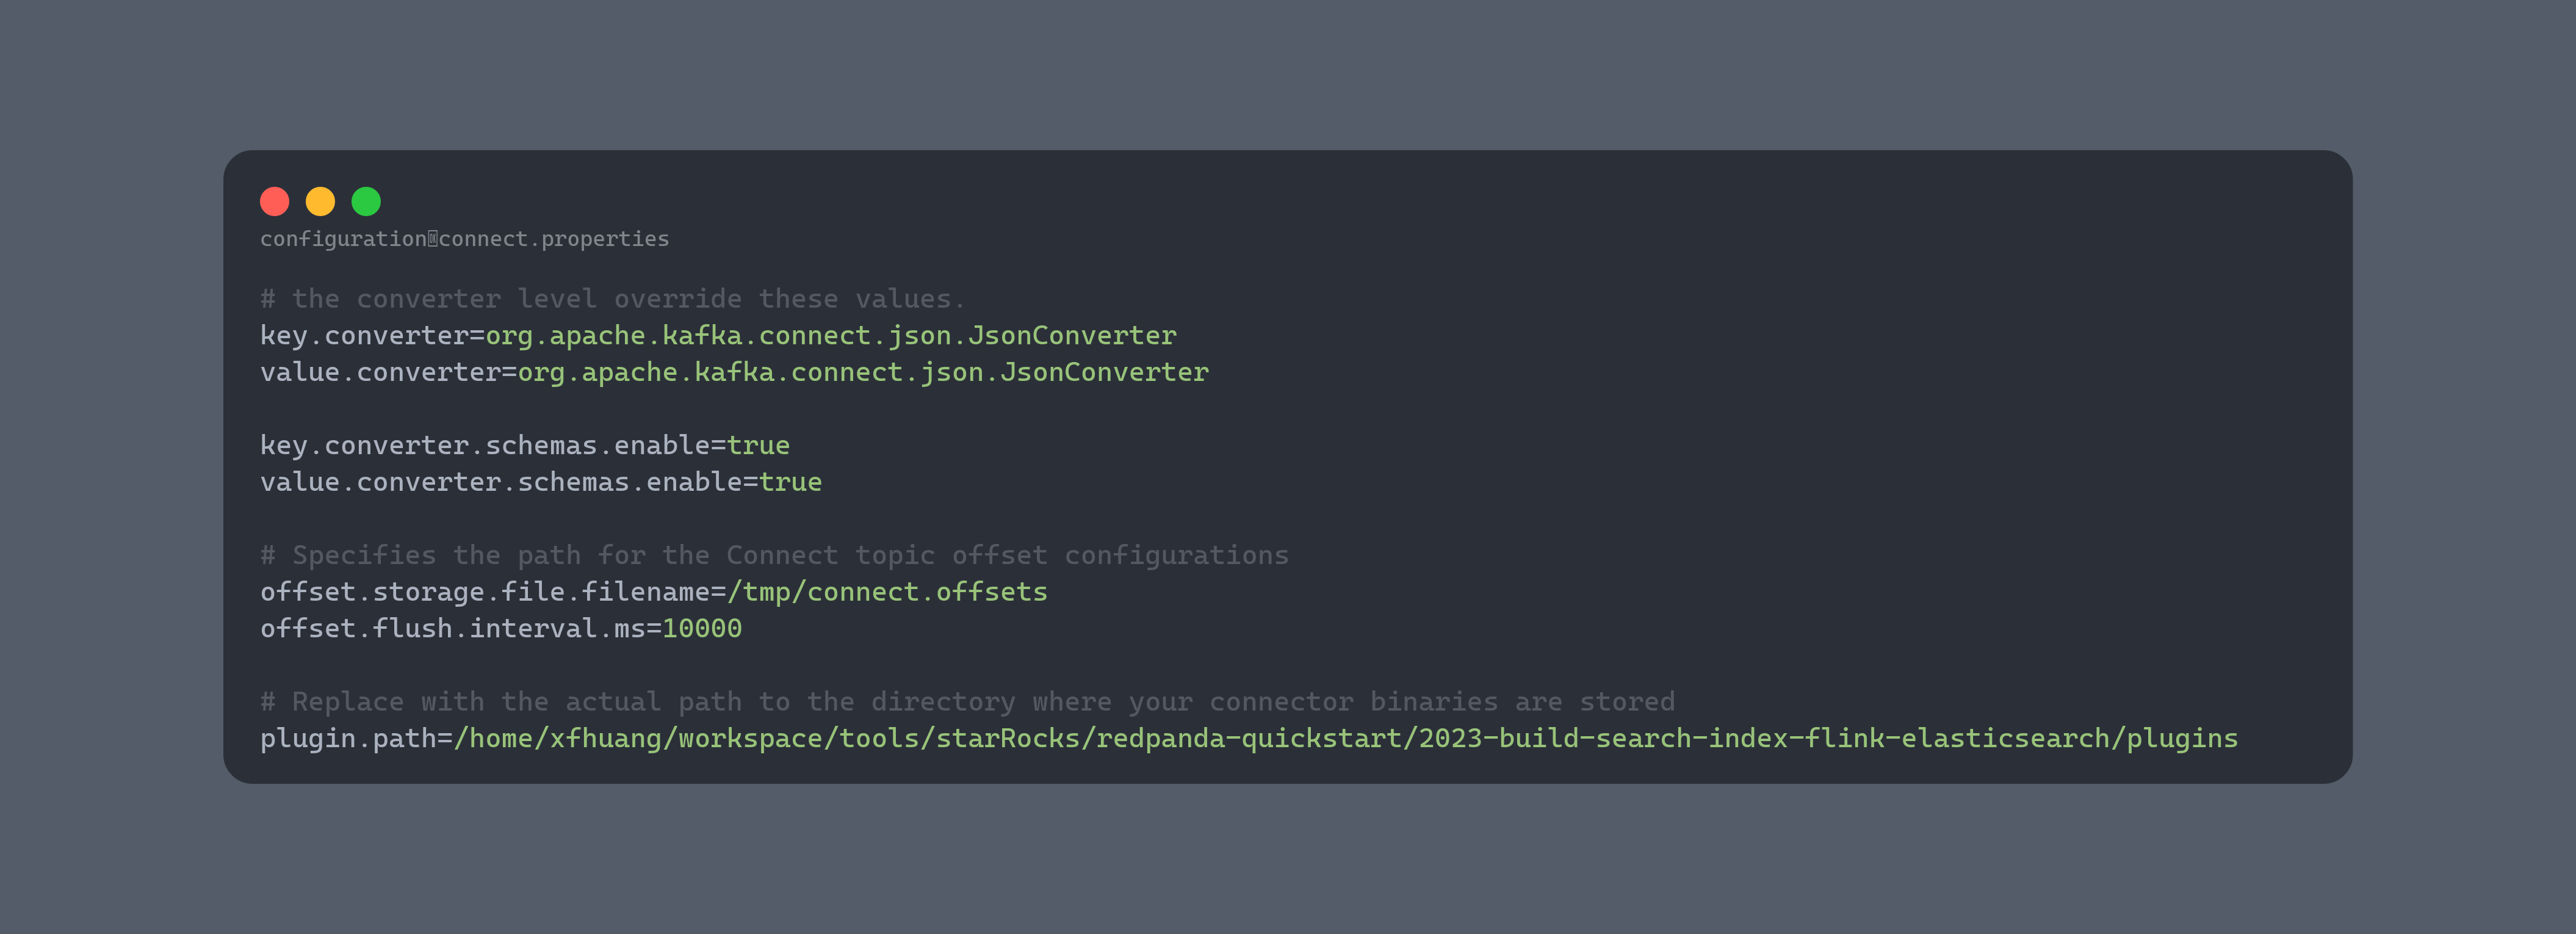 configuration connect.properties
# the converter level override these values.
key.converter=org.apache.kafka.connect.json.JsonConverter
value.converter=org.apache.kafka.connect.json.JsonConverter
key.converter.schemas.enable=true
value.converter.schemas.enable=true
# Specifies the path for the Connect topic offset configurations
offset.storage.file.filename=/tmp/connect.offsets
offset.flush.interval.ms=10000
# Replace with the actual path to the directory where your connector binaries are stored
plugin.path=/home/xfhuang/workspace/tools/starRocks/redpanda-quickstart/2023-build-search-index-flink-elasticsearch/plugins